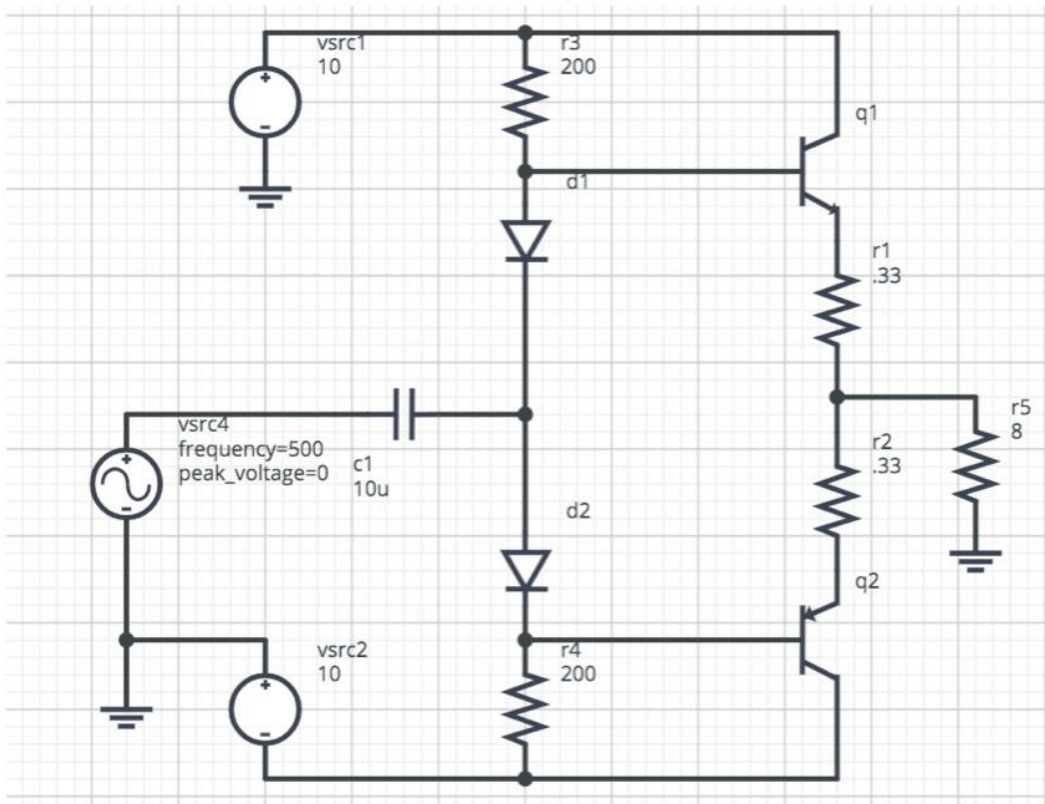 vsrc1
10
+
-
r3
200
q1
d1
r1
.33
vsrc4
frequency=500
peak_voltage=0
+
-
c1
10u
r5
8
r2
.33
d2
q2
vsrc2
10
+
-
r4
200